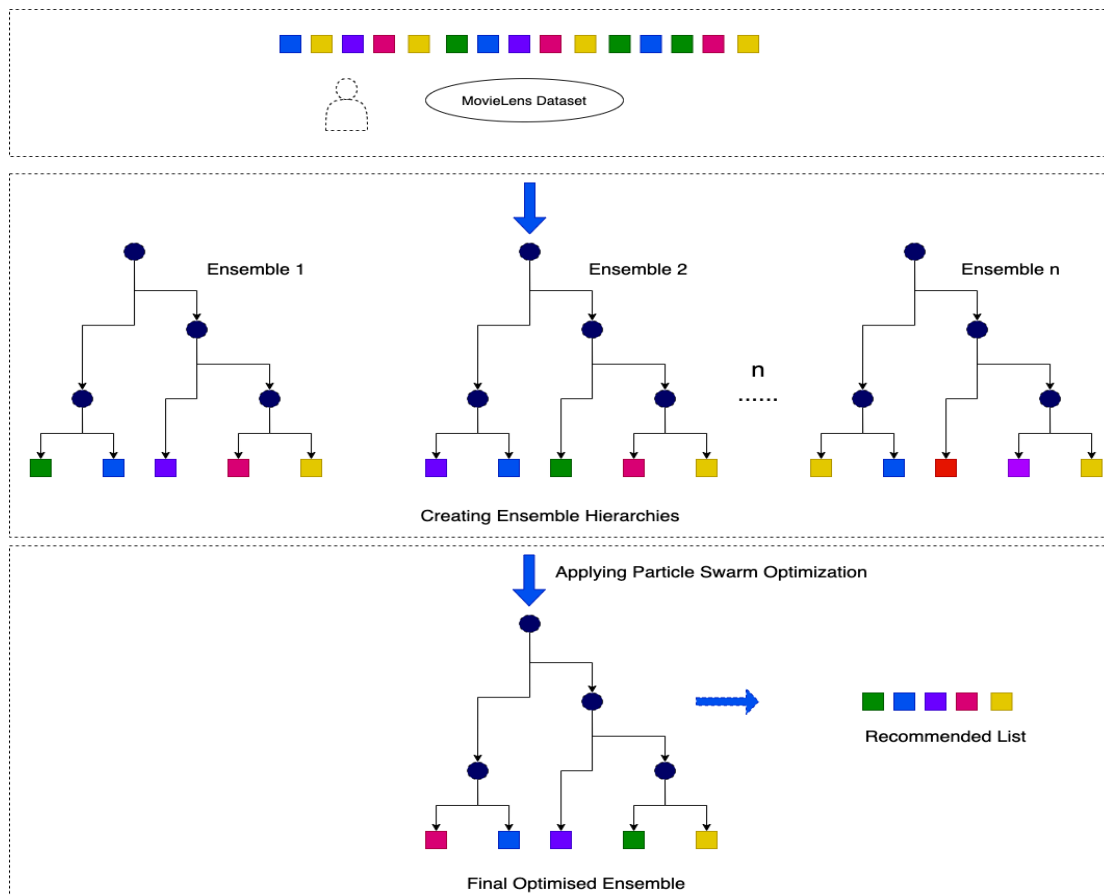 MovieLens Dataset
Ensemble 1
Ensemble 2
Ensemble n
n
......
Creating Ensemble Hierarchies
Applying Particle Swarm Optimization
Recommended List
Final Optimised Ensemble